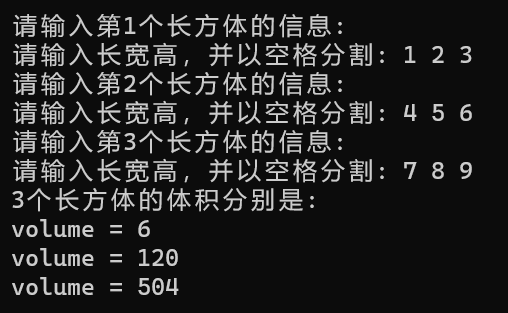 请输入第1个长方体的信息:
请输入长宽高，并以空格分割: 1 2 3
请输入第2个长方体的信息:
请输入长宽高，并以空格分割: 4 5 6
请输入第3个长方体的信息:
请输入长宽高，并以空格分割: 7 8 9
3个长方体的体积分别是:
volume = 6
volume = 120
volume = 504